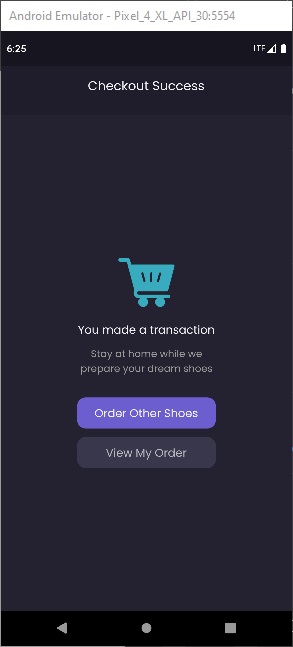 Android Emulator - Pixel_4_XL_API_30:5554
6:25
LTE
Checkout Success
You made a transaction
Stay at home while we
prepare your dream shoes
Order Other Shoes
View My Order